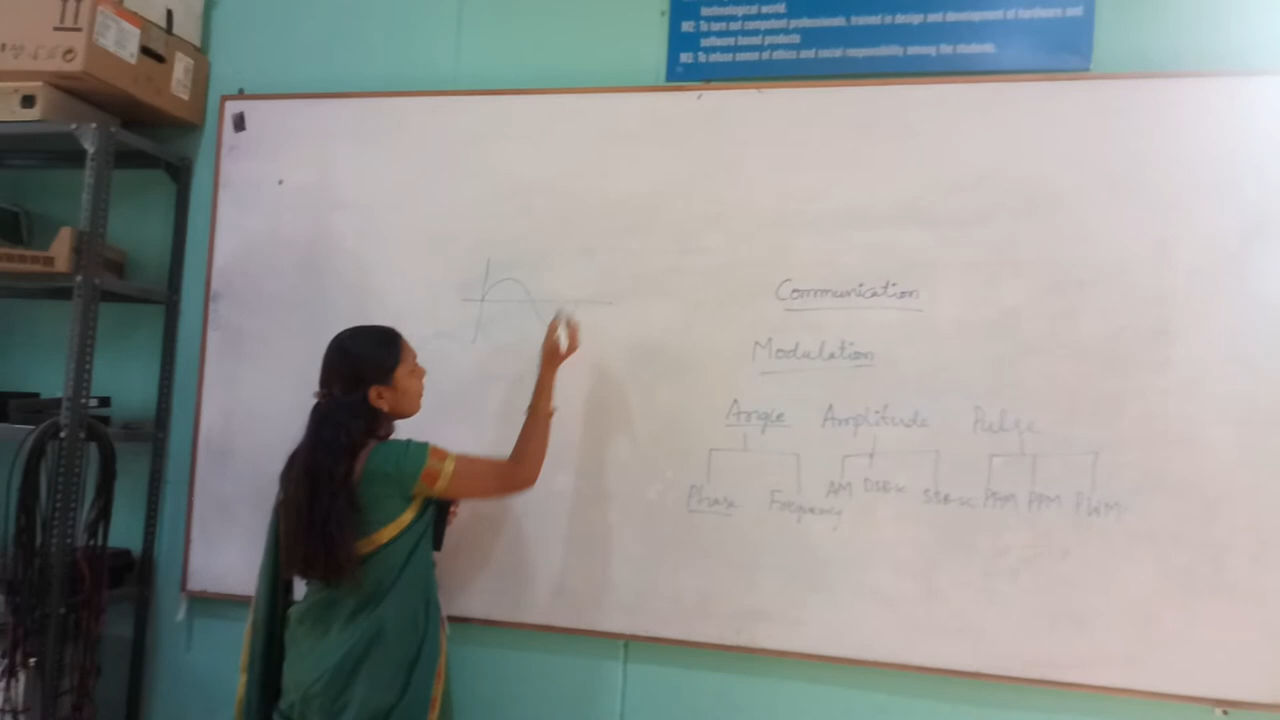 technological world.
M2: To turn out competent professionals, trained in design and development of hardware and
software based products
M3: To infuse sense of ethics and social responsibility among the students.
Communication
Modulation
Angle Amplitude Pulse
Phase Frequency AM DSB-SC SSB-SC PAM PPM PWM